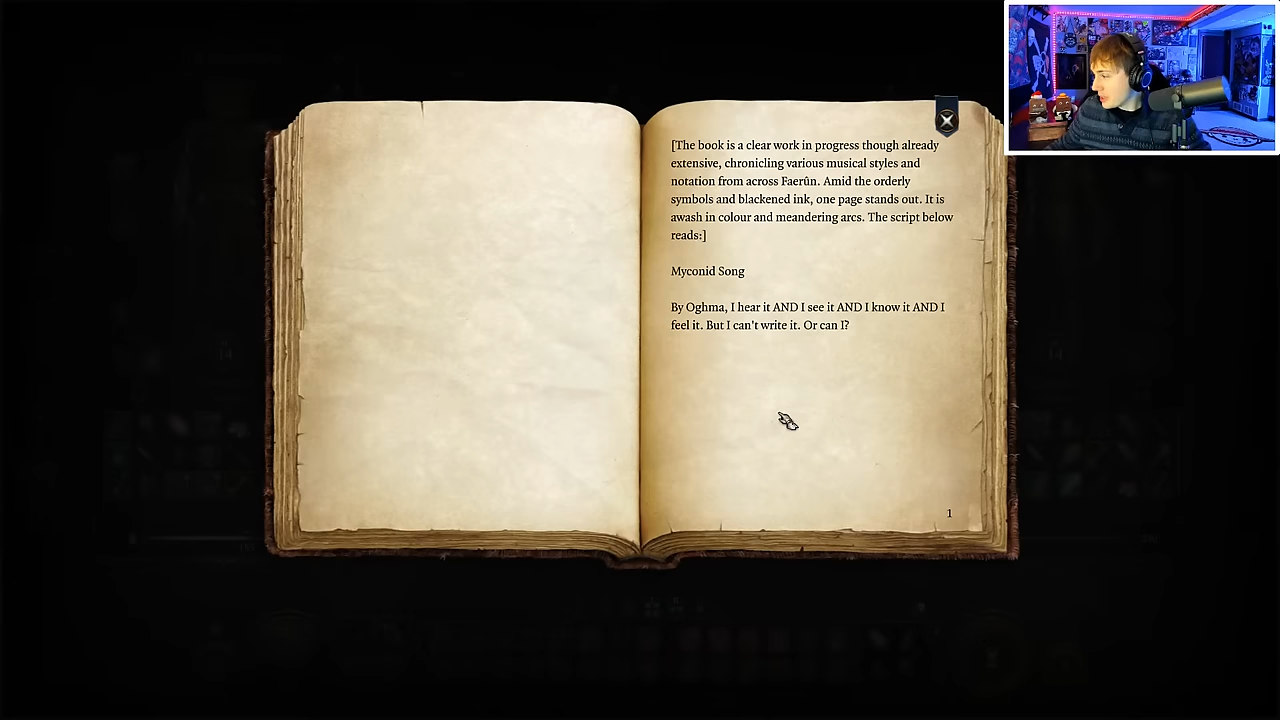 [The book is a clear work in progress though already
extensive, chronicling various musical styles and
notation from across Faerûn. Amid the orderly
symbols and blackened ink, one page stands out. It is
awash in colour and meandering arcs. The script below
reads:]
Myconid Song
By Oghma, I hear it AND I see it AND I know it AND I
feel it. But I can't write it. Or can I?
1